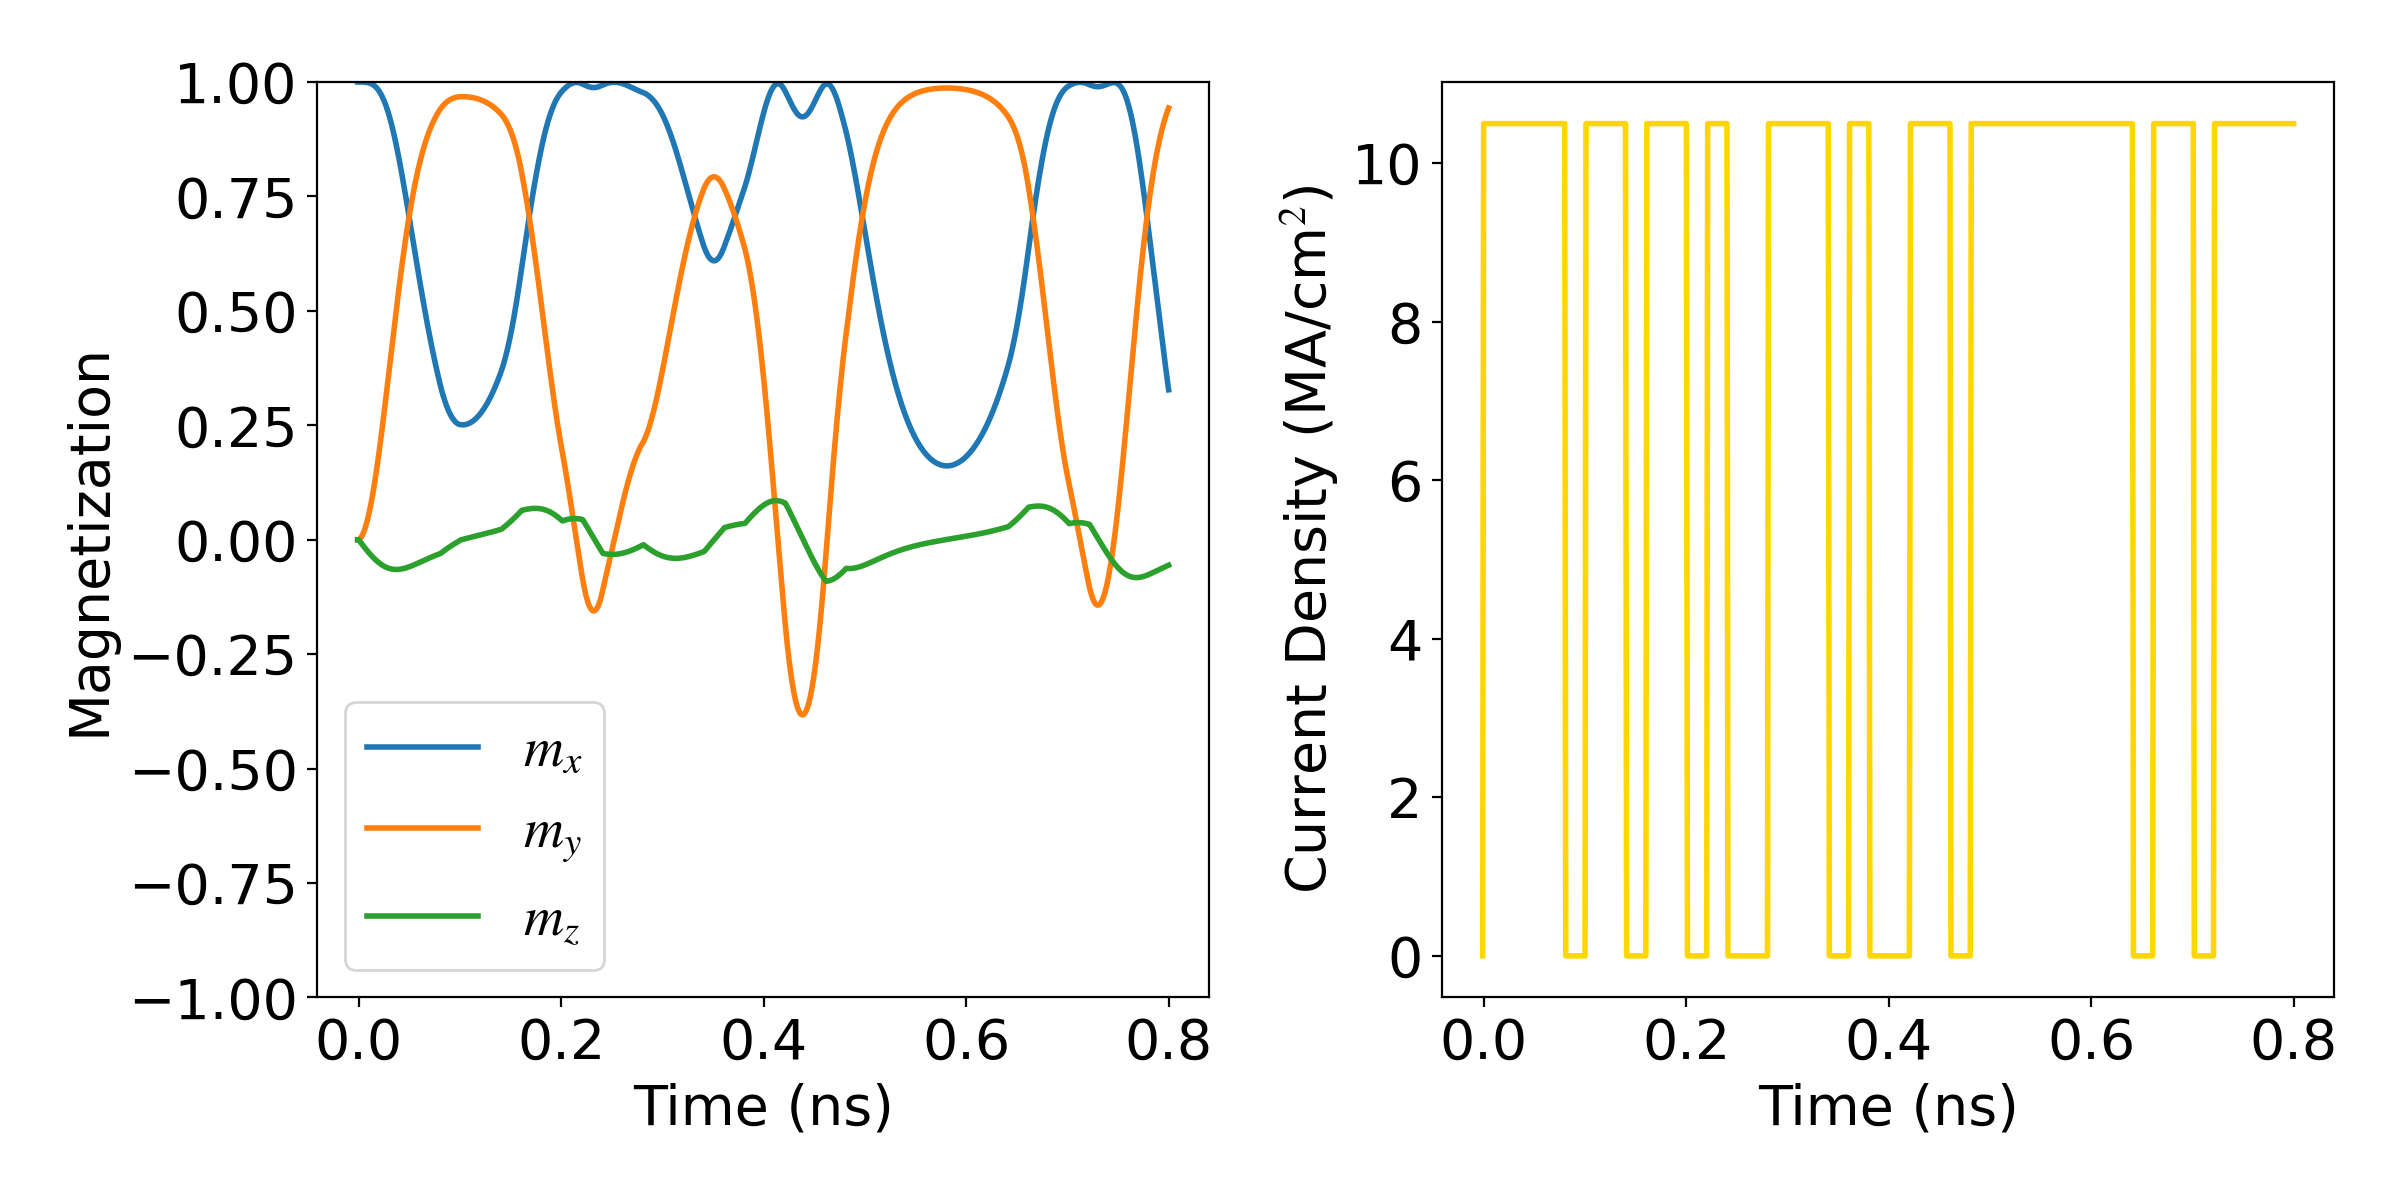 1.00
0.75
0.50
0.25
0.00
−0.25
−0.50
−0.75
−1.00
Magnetization
0.0 0.2 0.4 0.6 0.8
Time (ns)
m_x
m_y
m_z
10
8
6
4
2
0
Current Density (MA/cm²)
0.0 0.2 0.4 0.6 0.8
Time (ns)